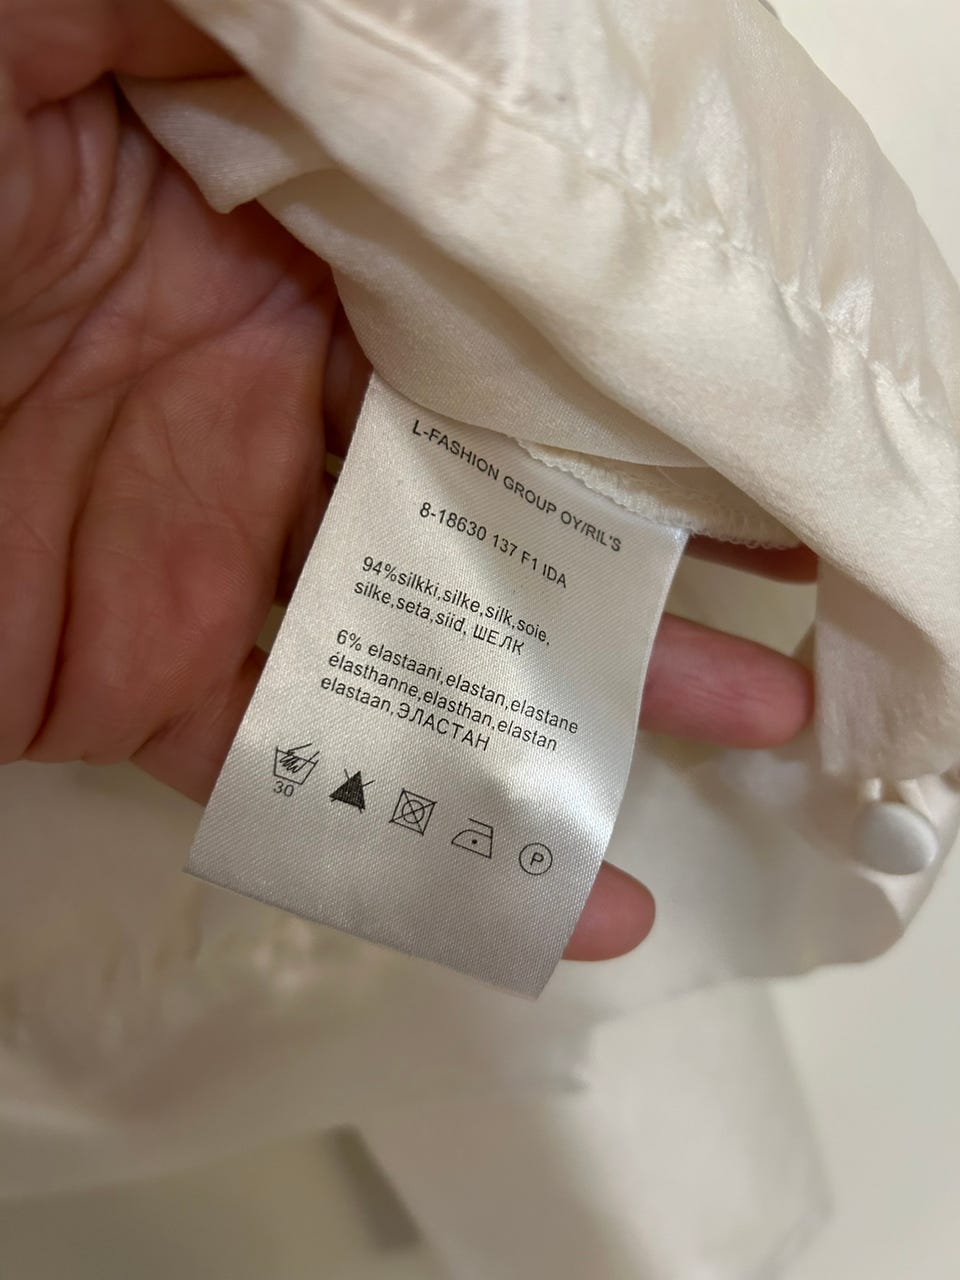 L-FASHION GROUP OY/RIL'S
8-18630 137 F1 IDA
94%silkki,silke,silk,soie,
silke,seta,siid, ШЕЛК
6% elastaani,elastan,elastane
elasthanne,elasthan,elastan
elastaan,ЭЛАСТАН
30
P